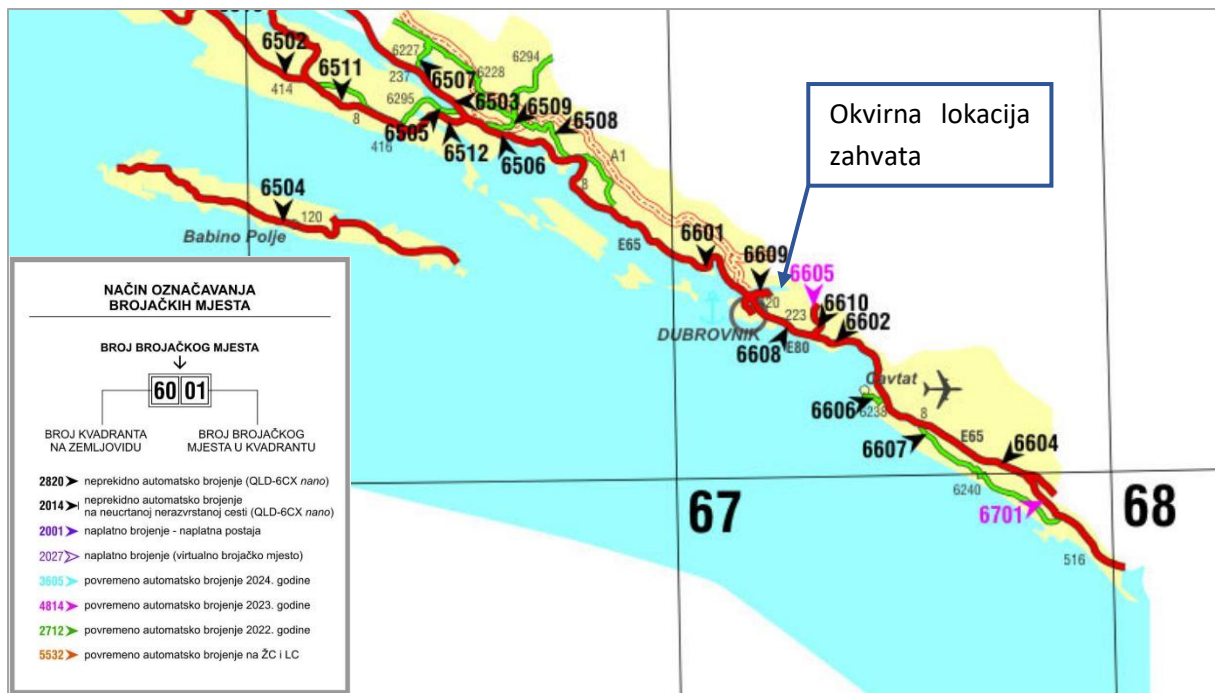 6502
6511
414
8
6295
416
6505
6512
6227
237
6507
6228
6294
6503
6509
6508
6506
A1
8
Okvirna lokacija
zahvata
6504
120
Babino Polje
E65
6601
6609
6605
20
223
6610
6602
DUBROVNIK
6608
E80
Cavtat
6606
6238
8
6607
E65
6604
6240
6701
516
67
68
NAČIN OZNAČAVANJA
BROJAČKIH MJESTA
BROJ BROJAČKOG MJESTA
60 01
BROJ KVADRANTA
NA ZEMLJOVIDU
BROJ BROJAČKOG
MJESTA U KVADRANTU
2820 neprekidno automatsko brojenje (QLD-6CX nano)
2014 neprekidno automatsko brojenje
na neucrtanoj nerazvrstanoj cesti (QLD-6CX nano)
2001 naplatno brojenje - naplatna postaja
2027 naplatno brojenje (virtualno brojačko mjesto)
3605 povremeno automatsko brojenje 2024. godine
4814 povremeno automatsko brojenje 2023. godine
2712 povremeno automatsko brojenje 2022. godine
5532 povremeno automatsko brojenje na ŽC i LC